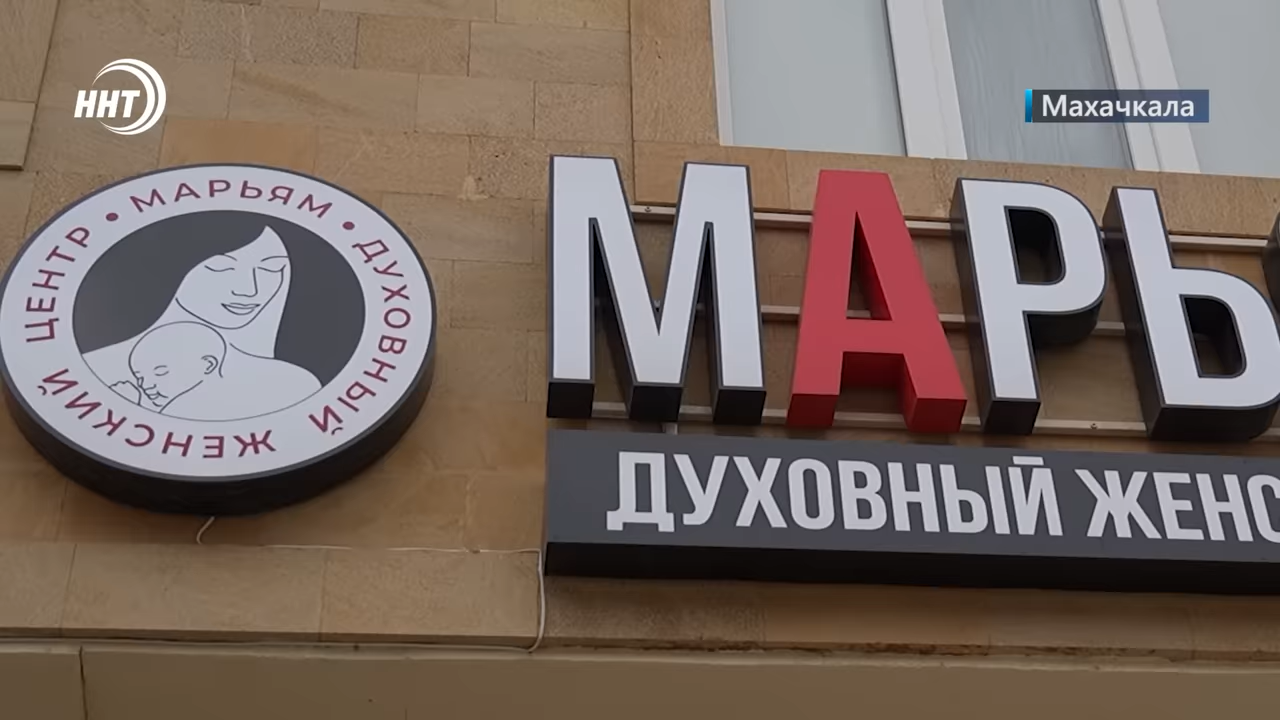 ННТ
Махачкала
МАРЬЯМ • ДУХОВНЫЙ ЖЕНСКИЙ ЦЕНТР •
МАРЬ
ДУХОВНЫЙ ЖЕНС